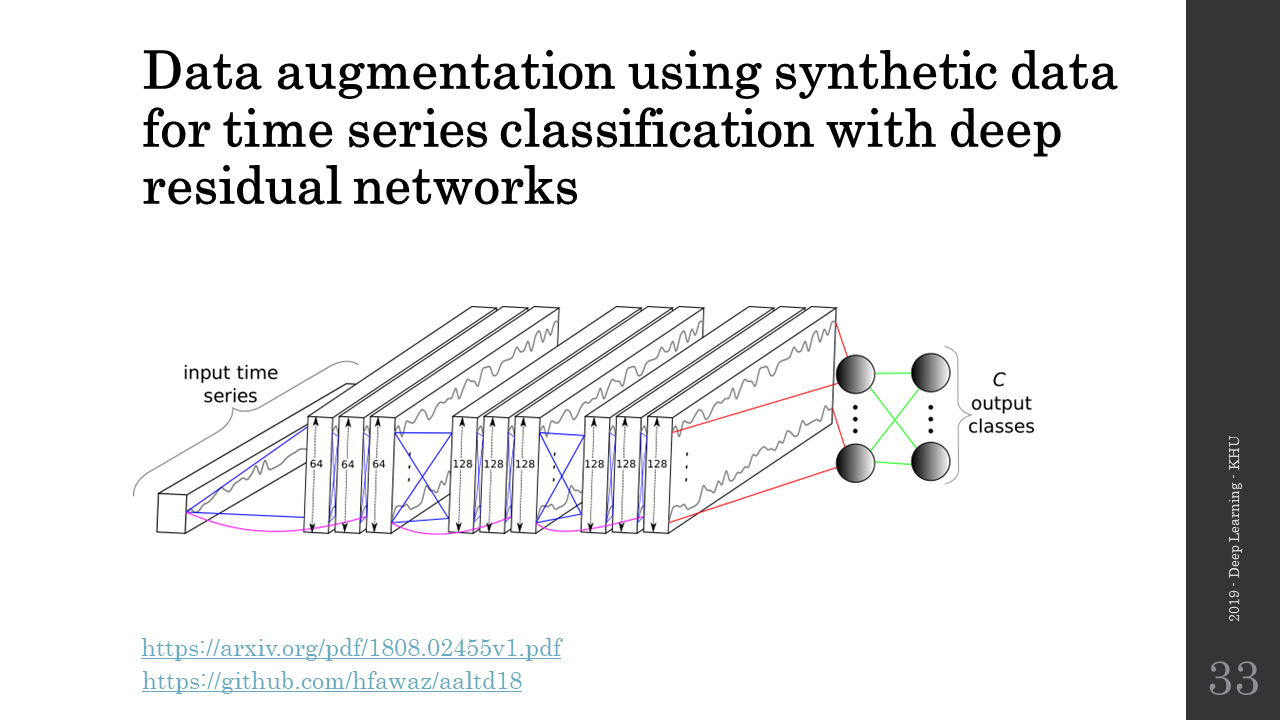 Data augmentation using synthetic data
for time series classification with deep
residual networks
input time
series
64
64
64
128
128
128
128
128
128
C
output
classes
https://arxiv.org/pdf/1808.02455v1.pdf
https://github.com/hfawaz/aaltd18
2019 - Deep Learning - KHU
33